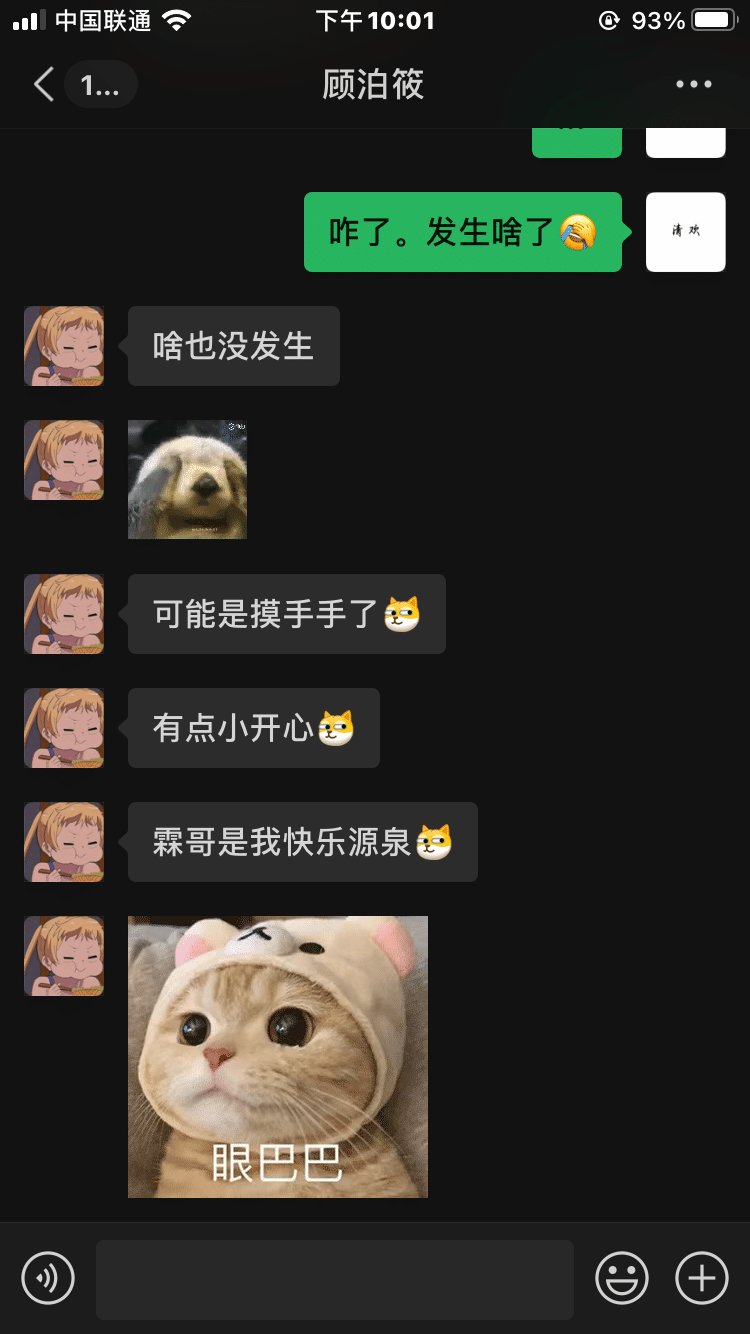 中国联通 下午10:01 93%
1... 顾泊筱
咋了。发生啥了🤦
清欢
啥也没发生
可能是摸手手了
有点小开心
霖哥是我快乐源泉
眼巴巴